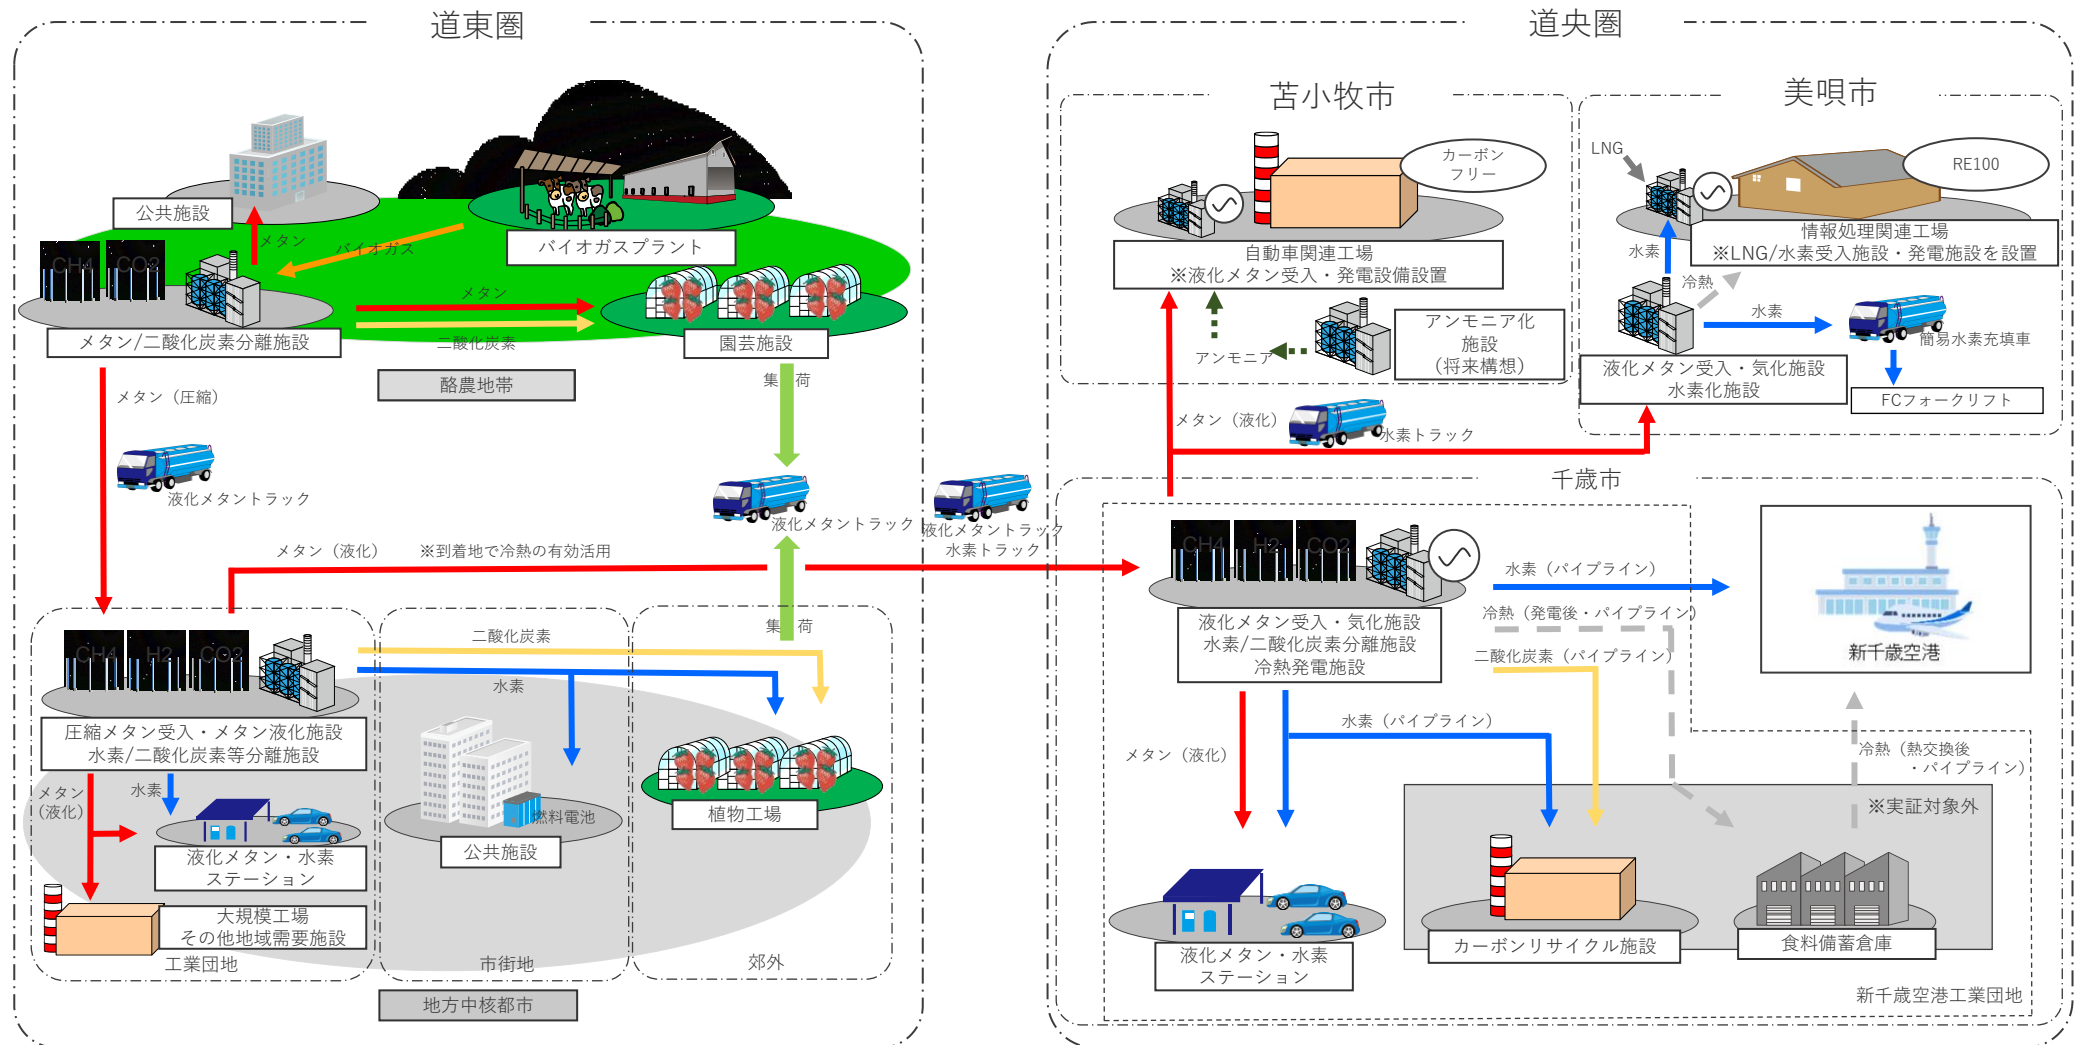 道東圏
公共施設
メタン
バイオガス
バイオガスプラント
CH4
CO2
メタン/二酸化炭素分離施設
メタン
二酸化炭素
園芸施設
酪農地帯
集 荷
メタン（圧縮）
液化メタントラック
液化メタントラック
液化メタントラック
水素トラック
メタン（液化）
※到着地で冷熱の有効活用
集 荷
CH4
H2
CO2
圧縮メタン受入・メタン液化施設
水素/二酸化炭素等分離施設
二酸化炭素
水素
メタン
(液化)
水素
液化メタン・水素
ステーション
大規模工場
その他地域需要施設
工業団地
燃料電池
公共施設
市街地
植物工場
郊外
地方中核都市
道央圏
苫小牧市
カーボン
フリー
自動車関連工場
※液化メタン受入・発電設備設置
アンモニア
アンモニア化
施設
（将来構想）
メタン（液化）
水素トラック
美唄市
LNG
RE100
情報処理関連工場
※LNG/水素受入施設・発電施設を設置
水素
冷熱
水素
簡易水素充填車
液化メタン受入・気化施設
水素化施設
FCフォークリフト
千歳市
CH4
H2
CO2
液化メタン受入・気化施設
水素/二酸化炭素分離施設
冷熱発電施設
水素（パイプライン）
冷熱（発電後・パイプライン）
二酸化炭素（パイプライン）
新千歳空港
メタン（液化）
水素（パイプライン）
冷熱（熱交換後
・パイプライン）
※実証対象外
液化メタン・水素
ステーション
カーボンリサイクル施設
食料備蓄倉庫
新千歳空港工業団地